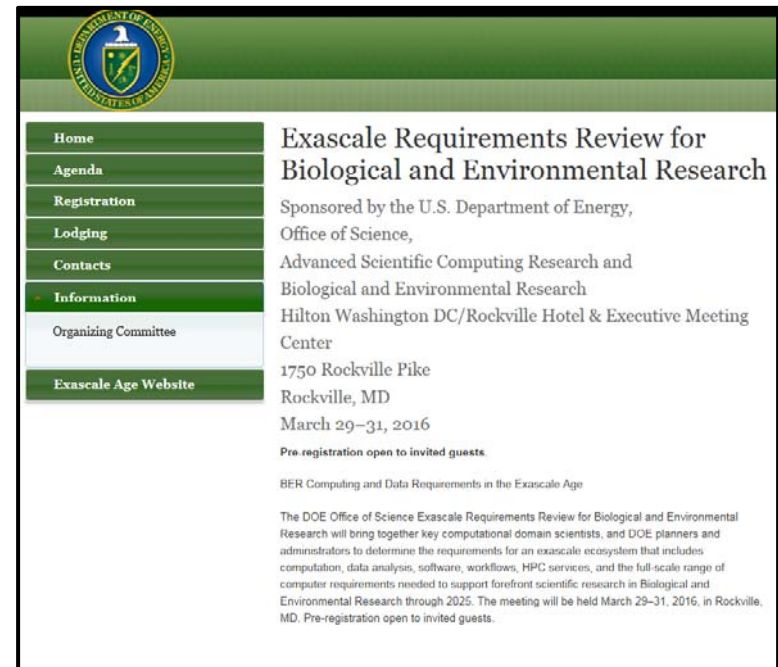 DEPARTMENT OF ENERGY
UNITED STATES OF AMERICA
Home
Agenda
Registration
Lodging
Contacts
Information
Organizing Committee
Exascale Age Website
Exascale Requirements Review for
Biological and Environmental Research
Sponsored by the U.S. Department of Energy,
Office of Science,
Advanced Scientific Computing Research and
Biological and Environmental Research
Hilton Washington DC/Rockville Hotel & Executive Meeting
Center
1750 Rockville Pike
Rockville, MD
March 29–31, 2016
Pre-registration open to invited guests.
BER Computing and Data Requirements in the Exascale Age
The DOE Office of Science Exascale Requirements Review for Biological and Environmental
Research will bring together key computational domain scientists, and DOE planners and
administrators to determine the requirements for an exascale ecosystem that includes
computation, data analysis, software, workflows, HPC services, and the full-scale range of
computer requirements needed to support forefront scientific research in Biological and
Environmental Research through 2025. The meeting will be held March 29–31, 2016, in Rockville,
MD. Pre-registration open to invited guests.